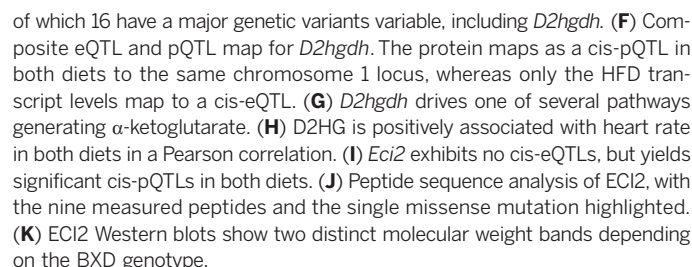 of which 16 have a major genetic variants variable, including D2hgdh. (F) Com-
posite eQTL and pQTL map for D2hgdh. The protein maps as a cis-pQTL in
both diets to the same chromosome 1 locus, whereas only the HFD tran-
script levels map to a cis-eQTL. (G) D2hgdh drives one of several pathways
generating α-ketoglutarate. (H) D2HG is positively associated with heart rate
in both diets in a Pearson correlation. (I) Eci2 exhibits no cis-eQTLs, but yields
significant cis-pQTLs in both diets. (J) Peptide sequence analysis of ECI2, with
the nine measured peptides and the single missense mutation highlighted.
(K) ECI2 Western blots show two distinct molecular weight bands depending
on the BXD genotype.